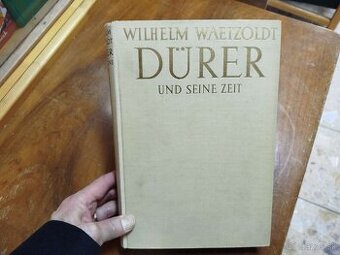 WILHELM WAETZOLDT
DÜRER
UND SEINE ZEIT